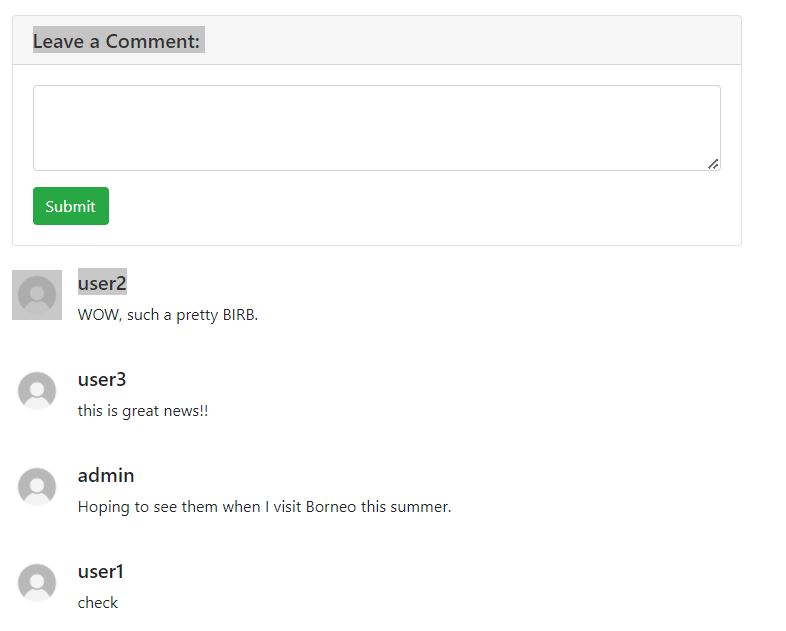 Leave a Comment:
Submit
user2
WOW, such a pretty BIRB.
user3
this is great news!!
admin
Hoping to see them when I visit Borneo this summer.
user1
check